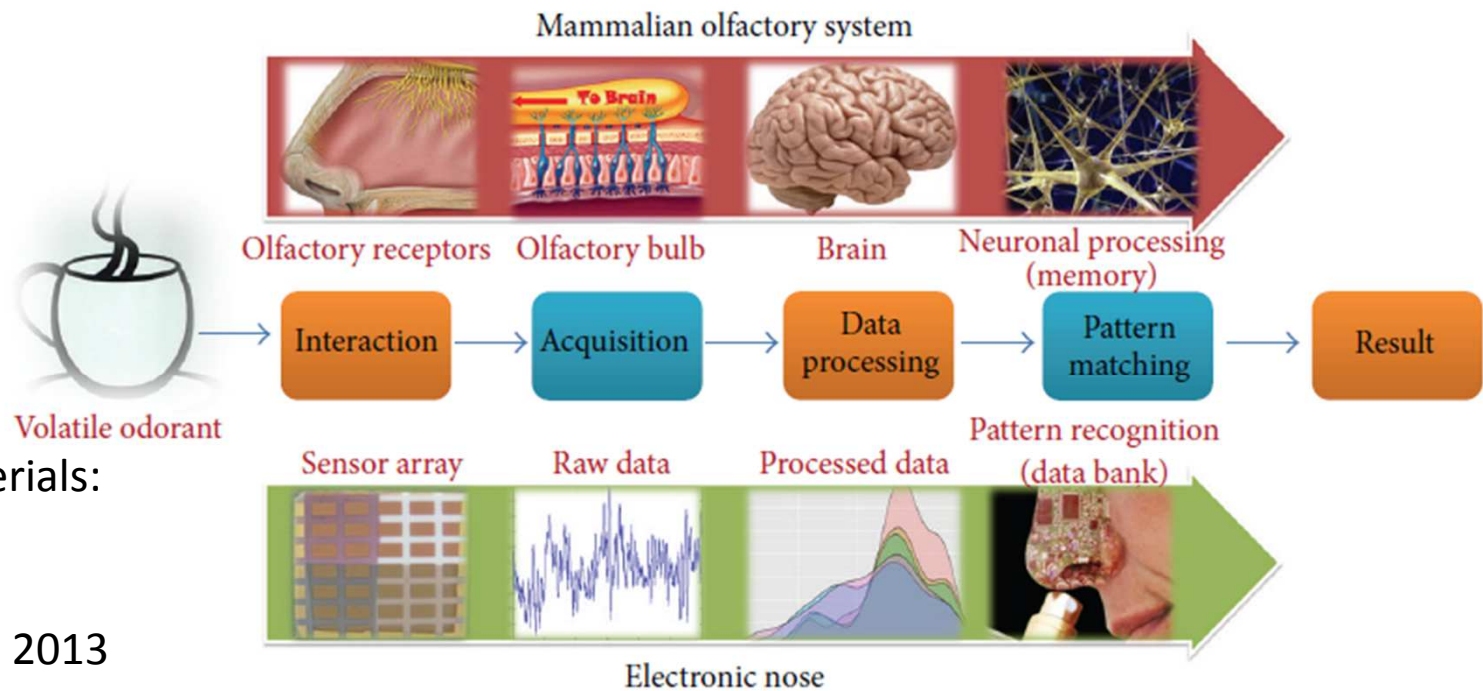 Mammalian olfactory system
To Brain
Olfactory receptors
Olfactory bulb
Brain
Neuronal processing
(memory)
Interaction
Acquisition
Data
processing
Pattern
matching
Result
Volatile odorant
erials:
Sensor array
Raw data
Processed data
Pattern recognition
(data bank)
2013
Electronic nose